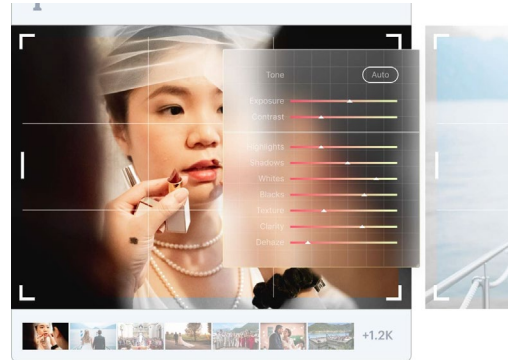 Tone Auto
Exposure
Contrast
Highlights
Shadows
Whites
Blacks
Texture
Clarity
Dehaze
+1.2K